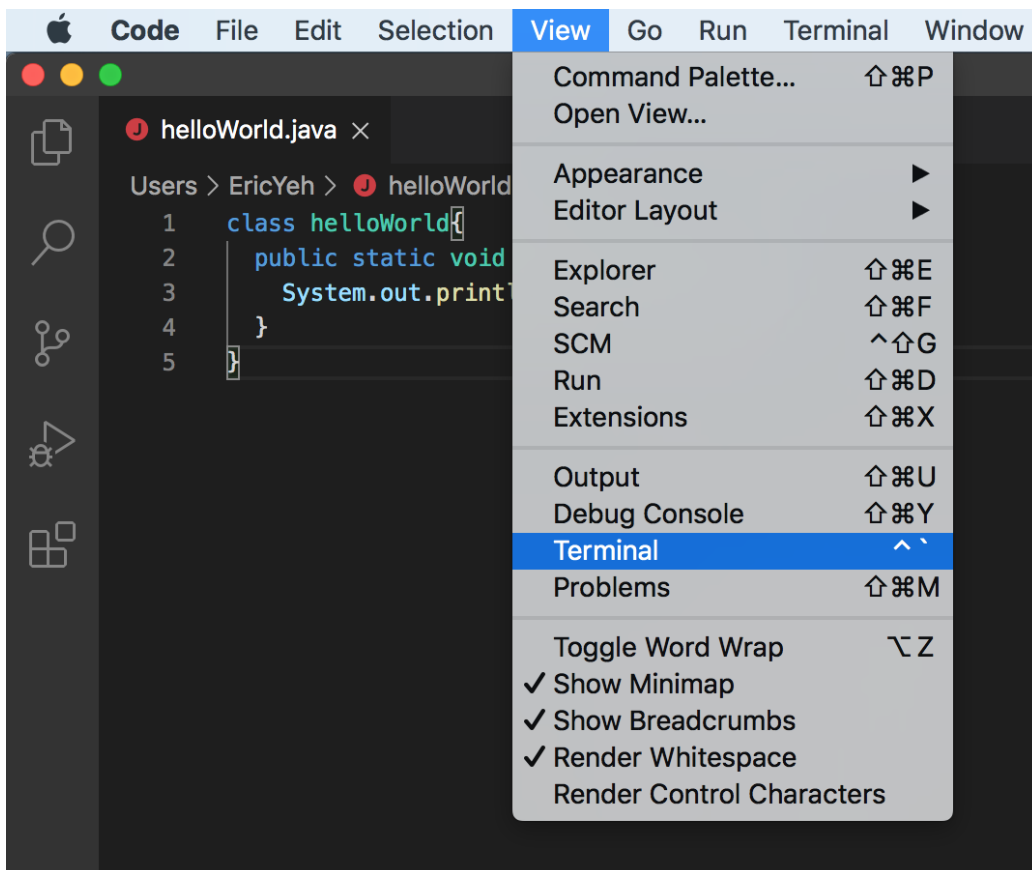 Code File Edit Selection View Go Run Terminal Window
helloWorld.java ×
Users > EricYeh > helloWorld
1 class helloWorld{
2 public static void
3 System.out.printl
4 }
5 }
Command Palette... ⇧⌘P
Open View...
Appearance ▶
Editor Layout ▶
Explorer ⇧⌘E
Search ⇧⌘F
SCM ^⇧G
Run ⇧⌘D
Extensions ⇧⌘X
Output ⇧⌘U
Debug Console ⇧⌘Y
Terminal ^`
Problems ⇧⌘M
Toggle Word Wrap ⌥Z
✓ Show Minimap
✓ Show Breadcrumbs
✓ Render Whitespace
Render Control Characters